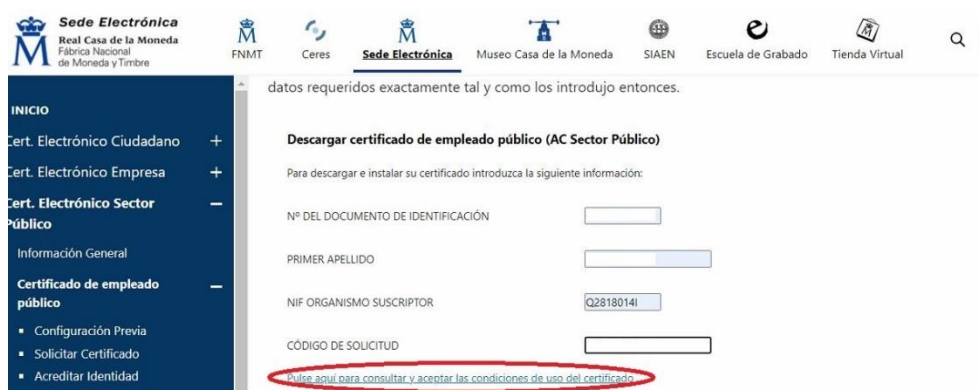 Sede Electrónica
Real Casa de la Moneda
Fábrica Nacional
de Moneda y Timbre
FNMT
Ceres
Sede Electrónica
Museo Casa de la Moneda
SIAEN
Escuela de Grabado
Tienda Virtual
INICIO
Cert. Electrónico Ciudadano +
Cert. Electrónico Empresa +
Cert. Electrónico Sector
Público
Información General
Certificado de empleado
público
Configuración Previa
Solicitar Certificado
Acreditar Identidad
datos requeridos exactamente tal y como los introdujo entonces.
Descargar certificado de empleado público (AC Sector Público)
Para descargar e instalar su certificado introduzca la siguiente información:
Nº DEL DOCUMENTO DE IDENTIFICACIÓN
PRIMER APELLIDO
NIF ORGANISMO SUSCRIPTOR Q2818014I
CÓDIGO DE SOLICITUD
Pulse aquí para consultar y aceptar las condiciones de uso del certificado